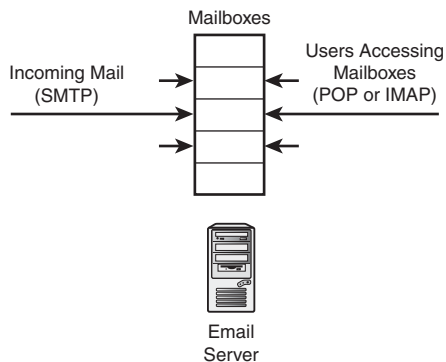 Mailboxes
Incoming Mail
(SMTP)
Users Accessing
Mailboxes
(POP or IMAP)
Email
Server